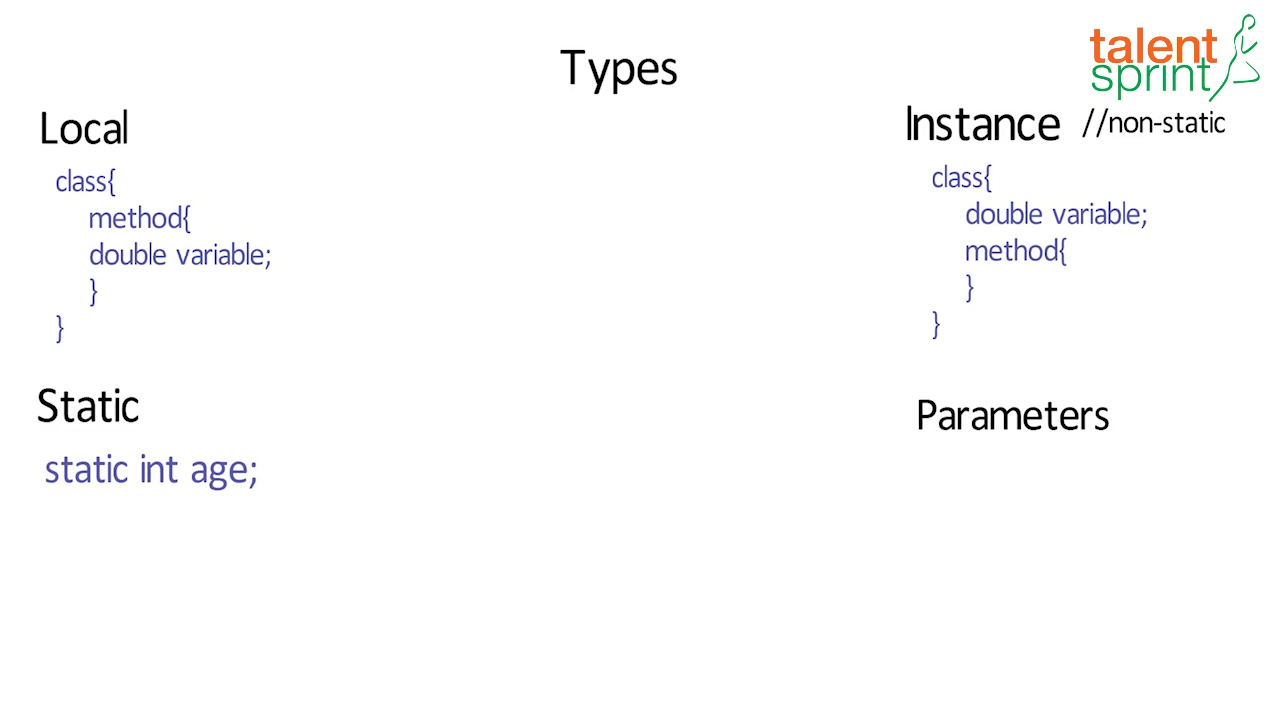 talent
sprint
Types
Local
class{
method{
double variable;
}
}
Instance //non-static
class{
double variable;
method{
}
}
Static
static int age;
Parameters